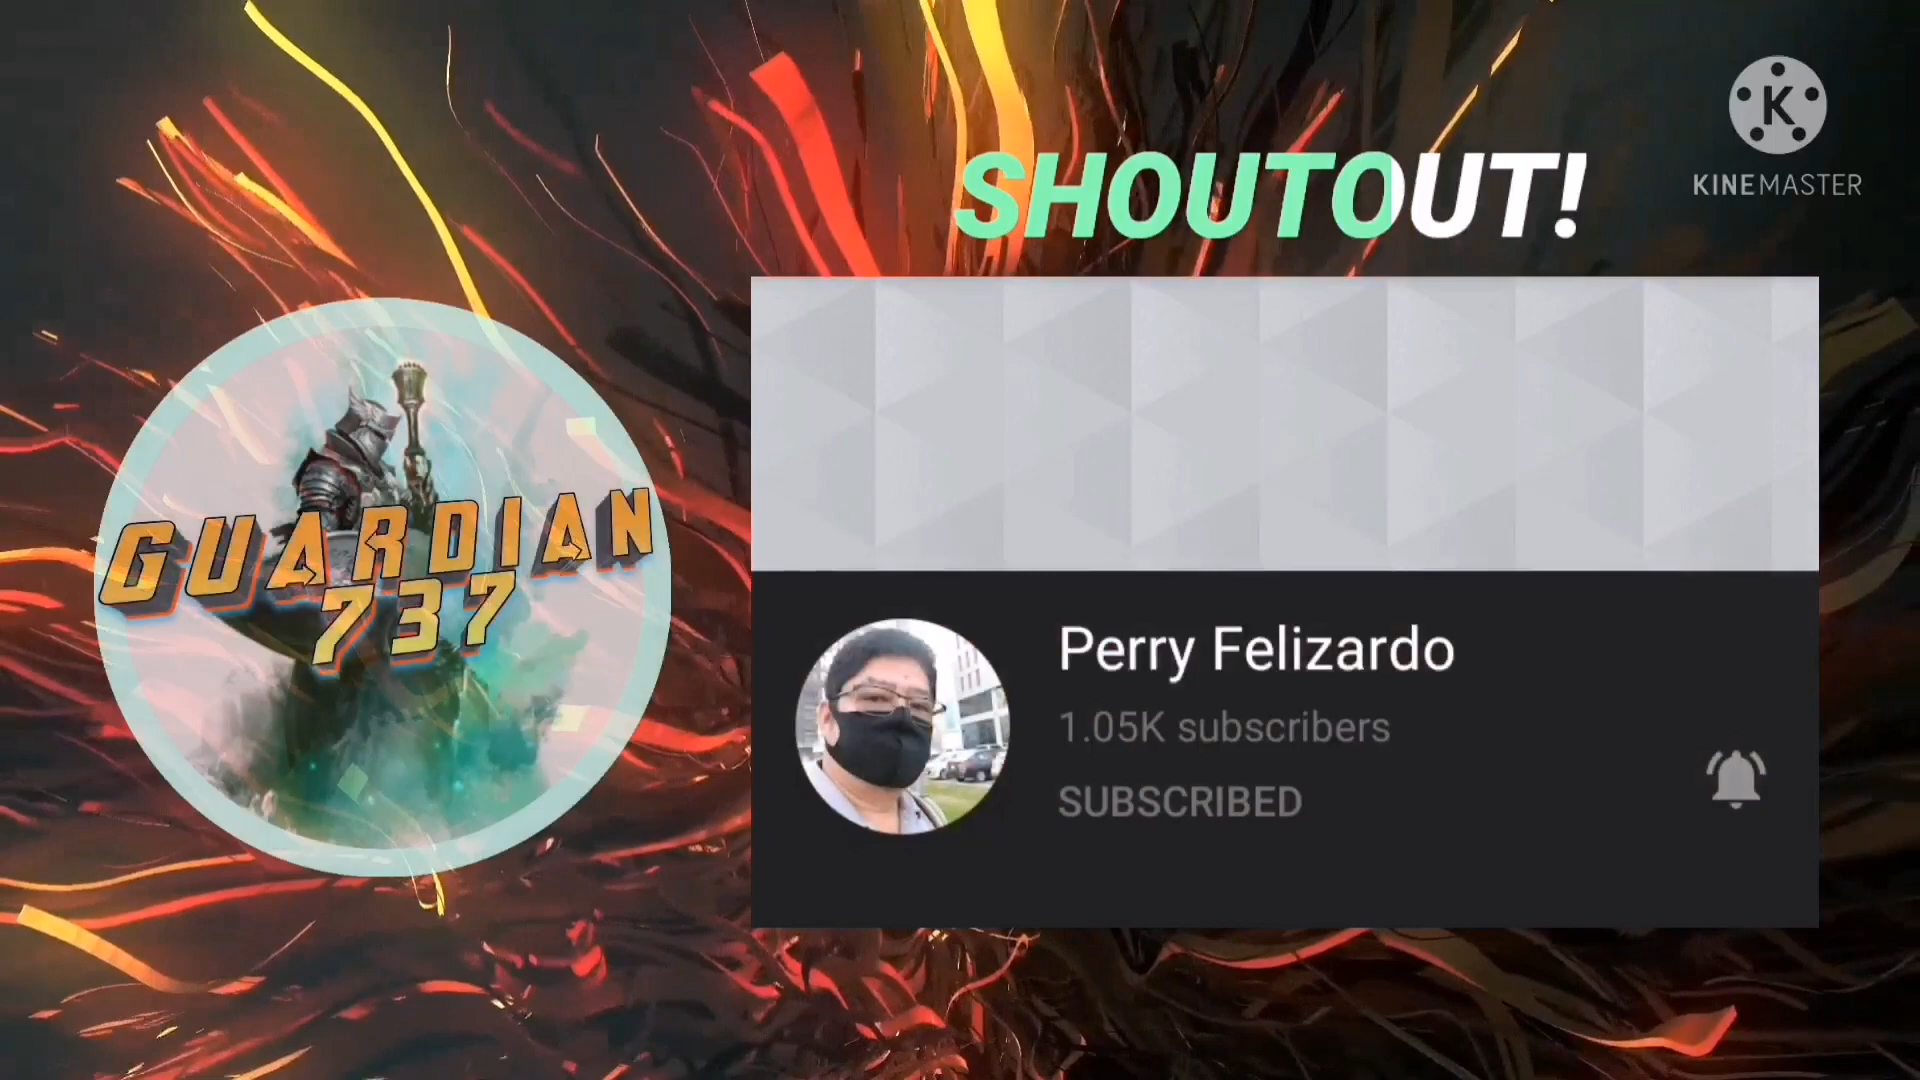 SHOUTOUT!
K
KINEMASTER
GUARDIAN
737
Perry Felizardo
1.05K subscribers
SUBSCRIBED